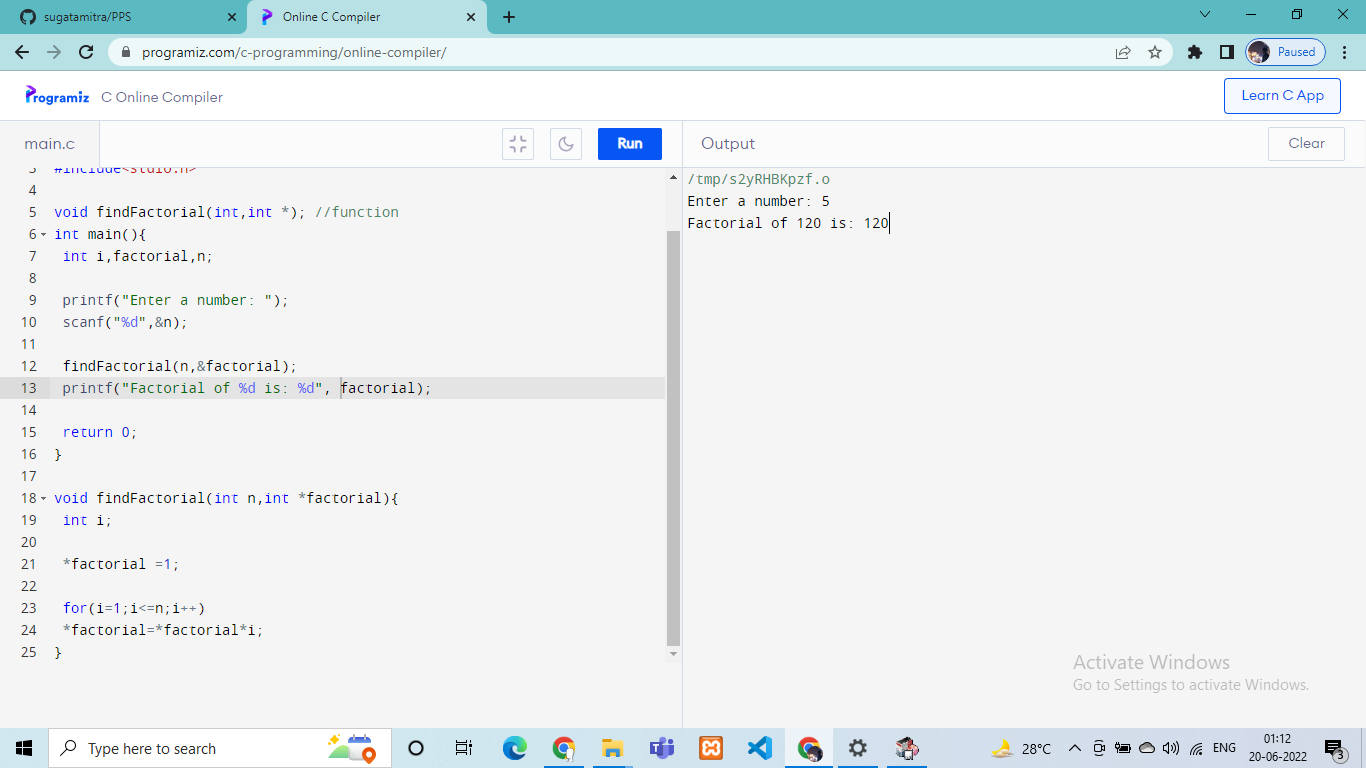 sugatamitra/PPS
Online C Compiler
programiz.com/c-programming/online-compiler/
Paused
Programiz
C Online Compiler
Learn C App
main.c
Run
Output
Clear
3 #include<stdio.h>
4
5 void findFactorial(int,int *); //function
6 int main(){
7 int i,factorial,n;
8
9 printf("Enter a number: ");
10 scanf("%d",&n);
11
12 findFactorial(n,&factorial);
13 printf("Factorial of %d is: %d", factorial);
14
15 return 0;
16 }
17
18 void findFactorial(int n,int *factorial){
19 int i;
20
21 *factorial =1;
22
23 for(i=1;i<=n;i++)
24 *factorial=*factorial*i;
25 }
/tmp/s2yRHBKpzf.o
Enter a number: 5
Factorial of 120 is: 120
Activate Windows
Go to Settings to activate Windows.
Type here to search
28°C
ENG
01:12
20-06-2022
3